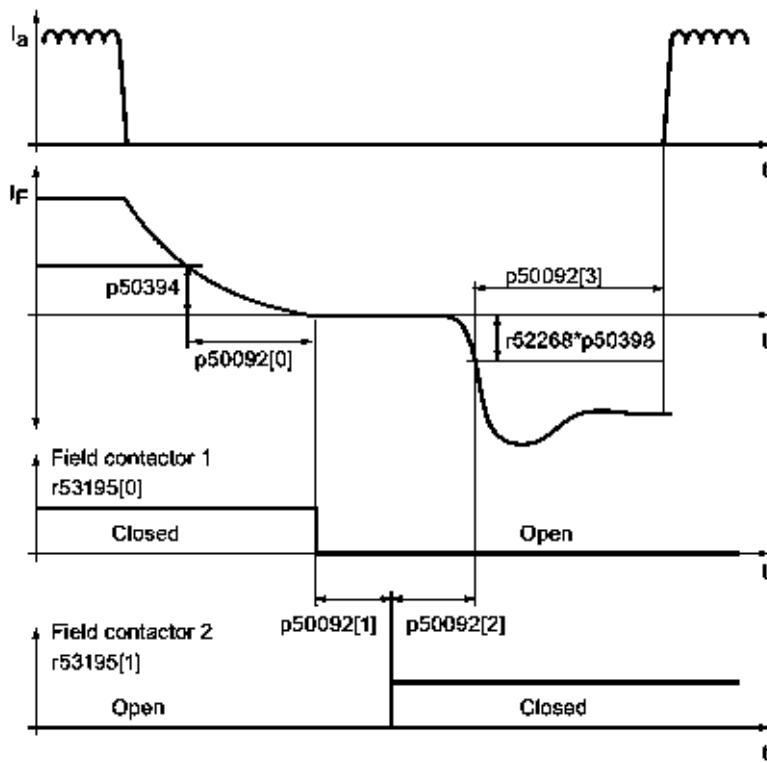 Ia
t
IF
p50394
p50092[0]
p50092[3]
r52268*p50398
t
Field contactor 1
r53195[0]
Closed
Open
t
p50092[1]
p50092[2]
Field contactor 2
r53195[1]
Open
Closed
t